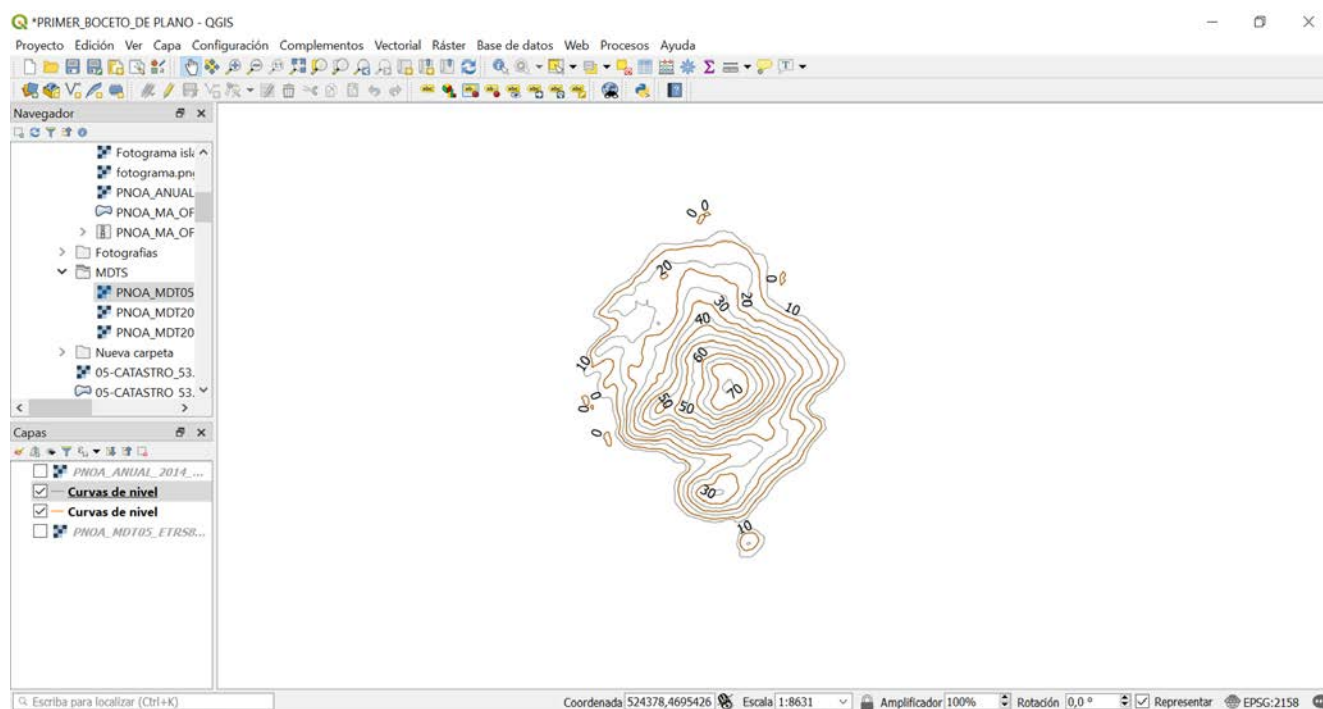 *PRIMER_BOCETO_DE PLANO - QGIS
Proyecto Edición Ver Capa Configuración Complementos Vectorial Ráster Base de datos Web Procesos Ayuda
Navegador
Fotograma isla
fotograma.png
PNOA_ANUAL
PNOA_MA_OF
PNOA_MA_OF
Fotografias
MDTS
PNOA_MDT05
PNOA_MDT20
PNOA_MDT20
Nueva carpeta
05-CATASTRO_53.
05-CATASTRO_53.
Capas
PNOA_ANUAL_2014_...
Curvas de nivel
Curvas de nivel
PNOA_MDT05_ETRS8...
0 0
20
0
30 20 10
40
60
10
70
50 50
0
0
0
30
10
Escriba para localizar (Ctrl+K)
Coordenada 524378,4695426 Escala 1:8631 Amplificador 100% Rotación 0,0 ° Representar EPSG:2158